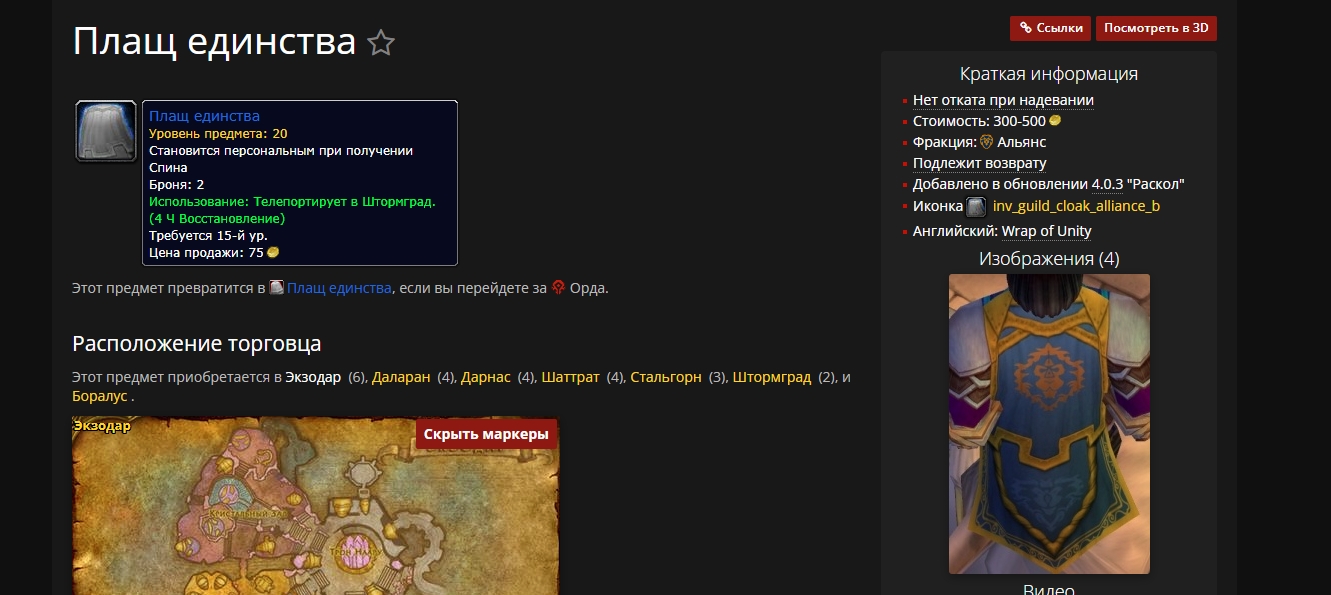 Плащ единства
Ссылки
Посмотреть в 3D
Плащ единства
Уровень предмета: 20
Становится персональным при получении
Спина
Броня: 2
Использование: Телепортирует в Штормград.
(4 Ч Восстановление)
Требуется 15-й ур.
Цена продажи: 75
Этот предмет превратится в Плащ единства, если вы перейдете за Орда.
Расположение торговца
Этот предмет приобретается в Экзодар (6), Даларан (4), Дарнас (4), Шаттрат (4), Стальгорн (3), Штормград (2), и
Боралус .
Экзодар
Скрыть маркеры
Кристальный зал
Трон Наару
Краткая информация
Нет отката при надевании
Стоимость: 300-500
Фракция: Альянс
Подлежит возврату
Добавлено в обновлении 4.0.3 "Раскол"
Иконка inv_guild_cloak_alliance_b
Английский: Wrap of Unity
Изображения (4)
Видео